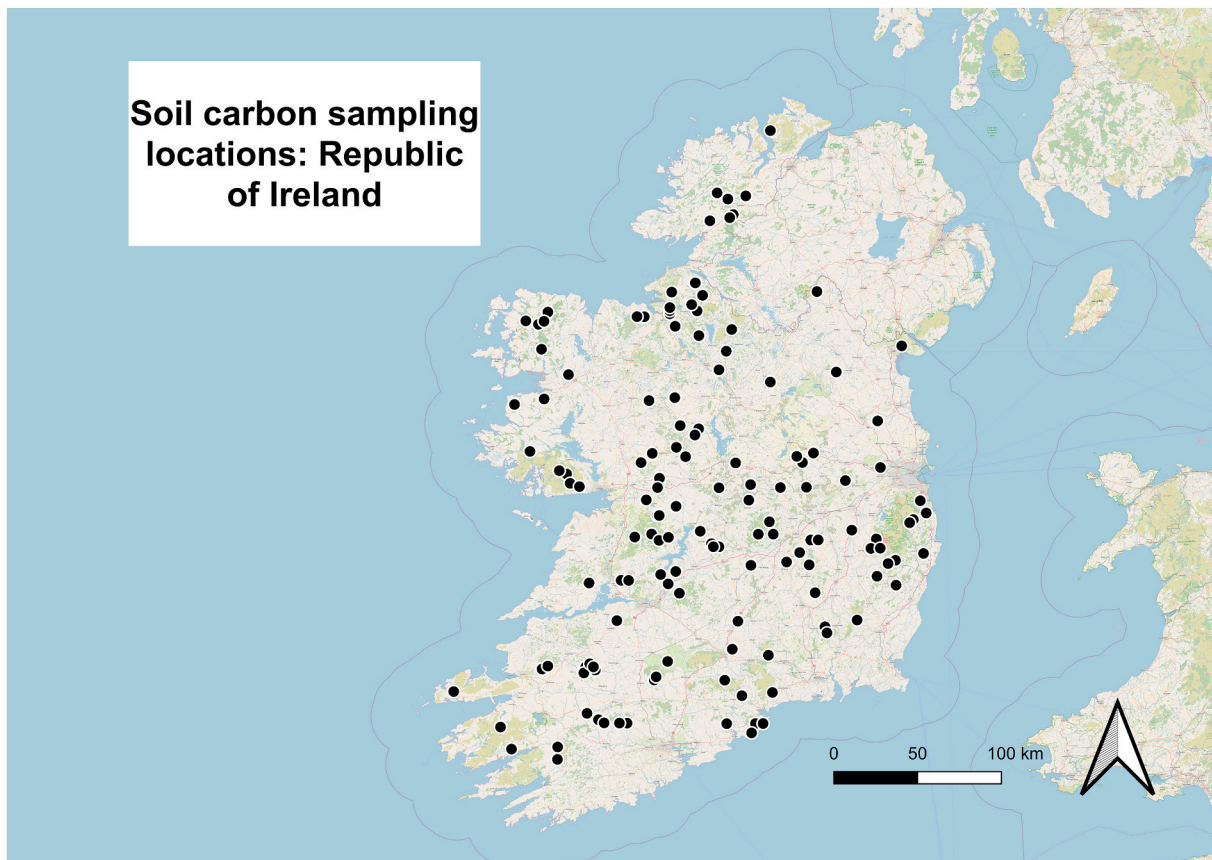 Soil carbon sampling
locations: Republic
of Ireland
0 50 100 km